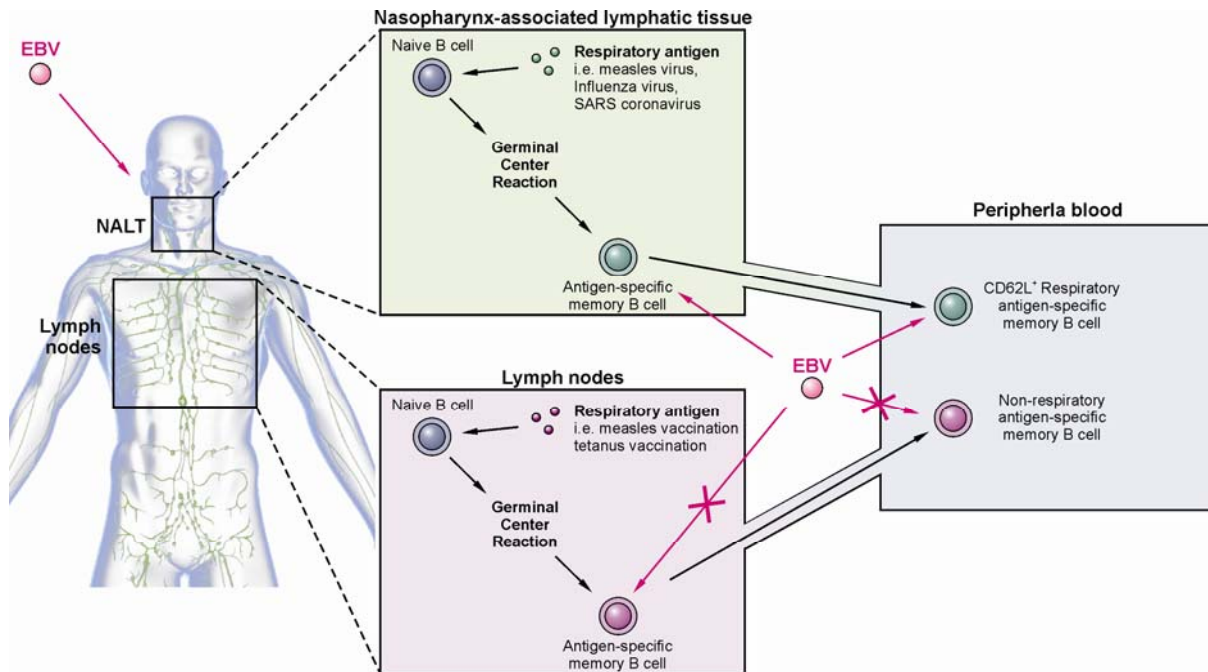 Nasopharynx-associated lymphatic tissue
EBV
Naive B cell
Respiratory antigen
i.e. measles virus,
Influenza virus,
SARS coronavirus
Germinal
Center
Reaction
Antigen-specific
memory B cell
NALT
Lymph
nodes
Peripherla blood
CD62L+ Respiratory
antigen-specific
memory B cell
EBV
Non-respiratory
antigen-specific
memory B cell
Lymph nodes
Naive B cell
Respiratory antigen
i.e. measles vaccination
tetanus vaccination
Germinal
Center
Reaction
Antigen-specific
memory B cell